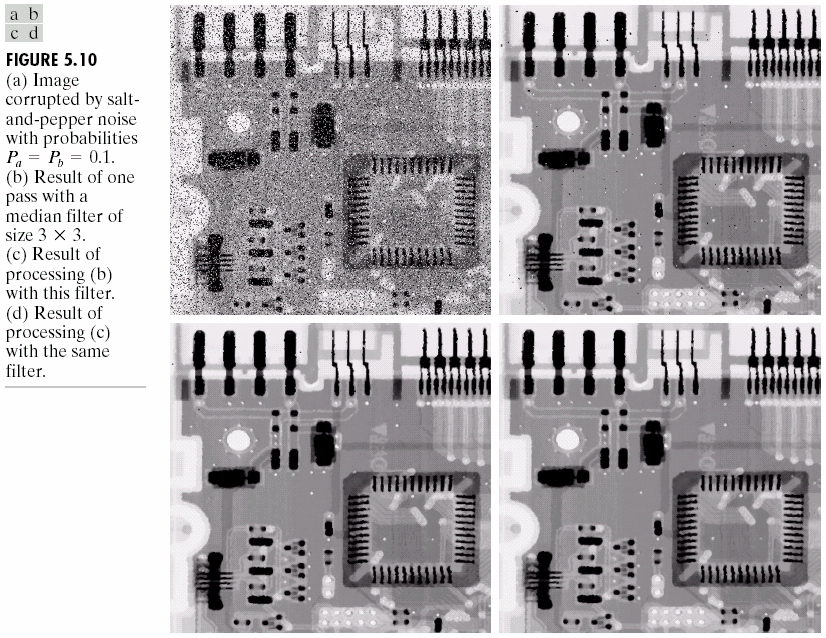 a b
c d
FIGURE 5.10
(a) Image
corrupted by salt-
and-pepper noise
with probabilities
Pa = Pb = 0.1.
(b) Result of one
pass with a
median filter of
size 3 × 3.
(c) Result of
processing (b)
with this filter.
(d) Result of
processing (c)
with the same
filter.